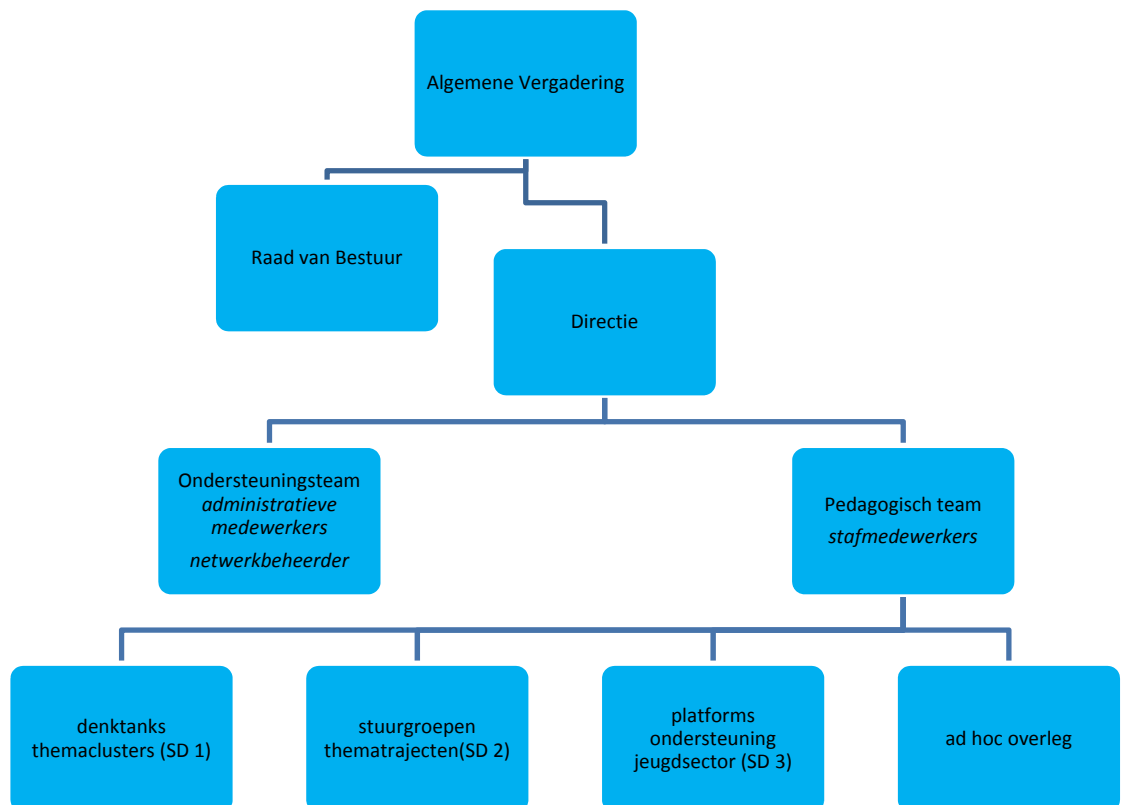 Algemene Vergadering
Raad van Bestuur
Directie
Ondersteuningsteam
administratieve
medewerkers
netwerkbeheerder
Pedagogisch team
stafmedewerkers
denktanks
themaclusters (SD 1)
stuurgroepen
thematrajecten(SD 2)
platforms
ondersteuning
jeugdsector (SD 3)
ad hoc overleg